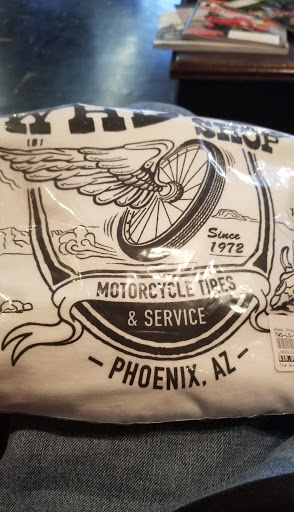 SHOP
Since
1972
MOTORCYCLE TIRES
& SERVICE
- PHOENIX, AZ -